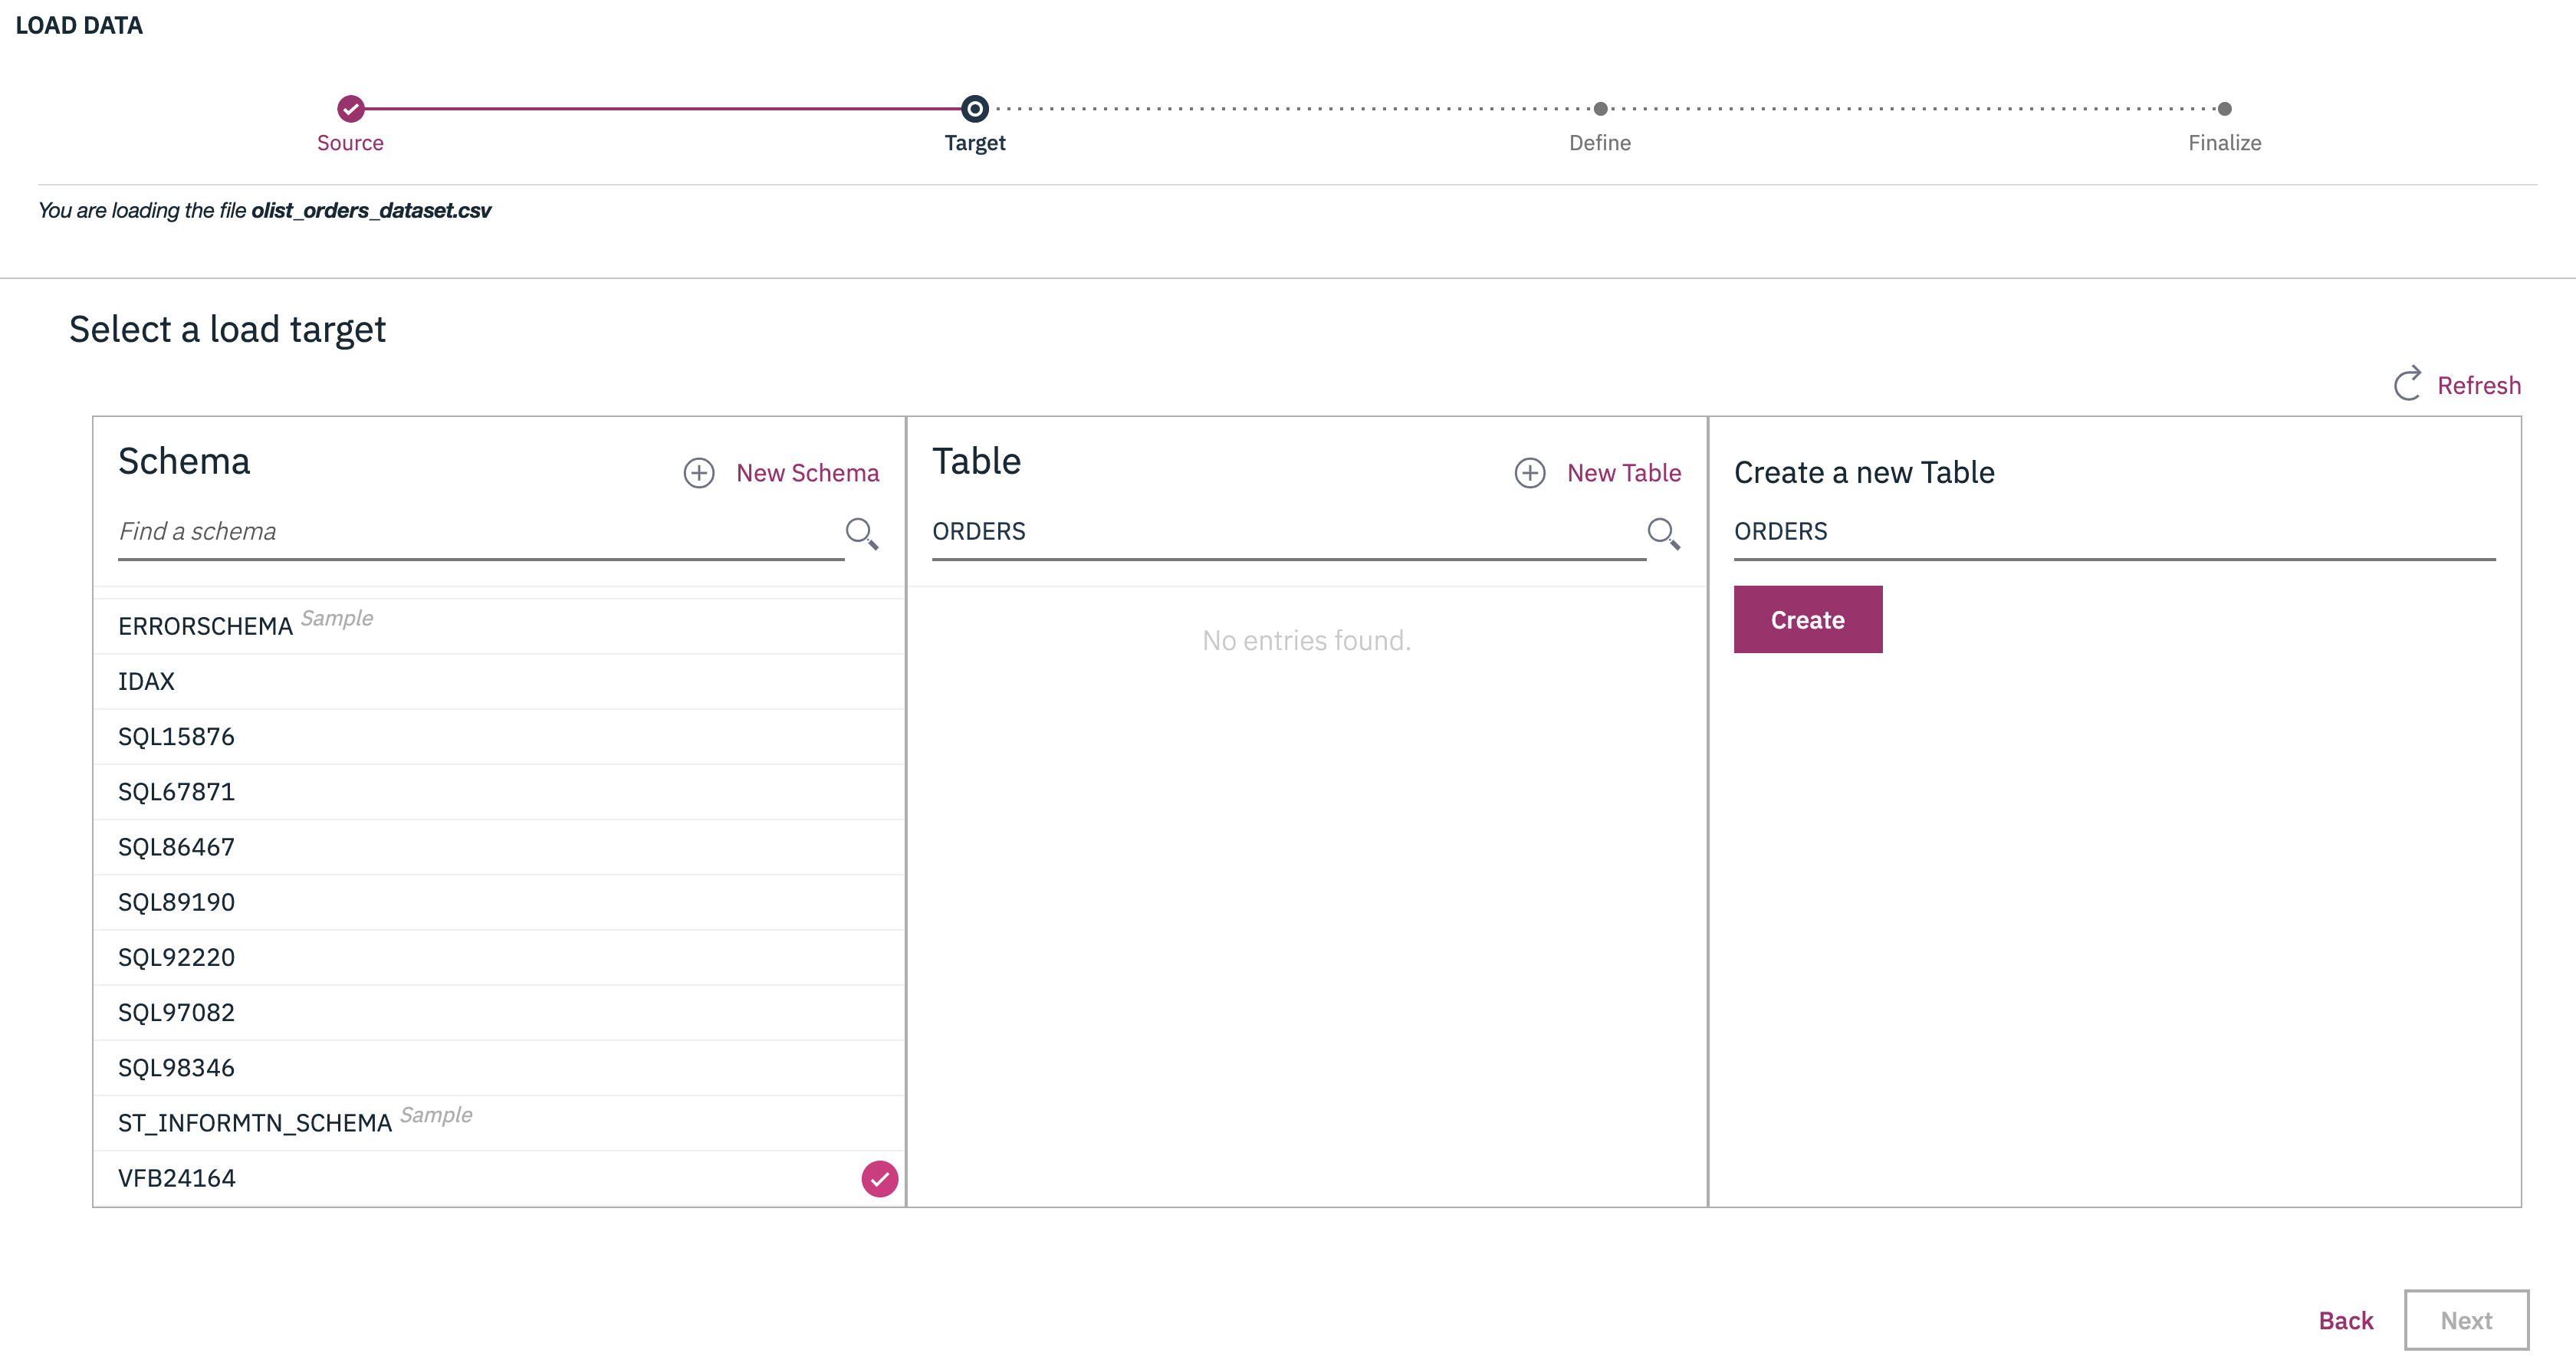 LOAD DATA
Source
Target
Define
Finalize
You are loading the file olist_orders_dataset.csv
Select a load target
Refresh
Schema
New Schema
Find a schema
ERRORSCHEMA Sample
IDAX
SQL15876
SQL67871
SQL86467
SQL89190
SQL92220
SQL97082
SQL98346
ST_INFORMTN_SCHEMA Sample
VFB24164
Table
New Table
ORDERS
No entries found.
Create a new Table
ORDERS
Create
Back
Next